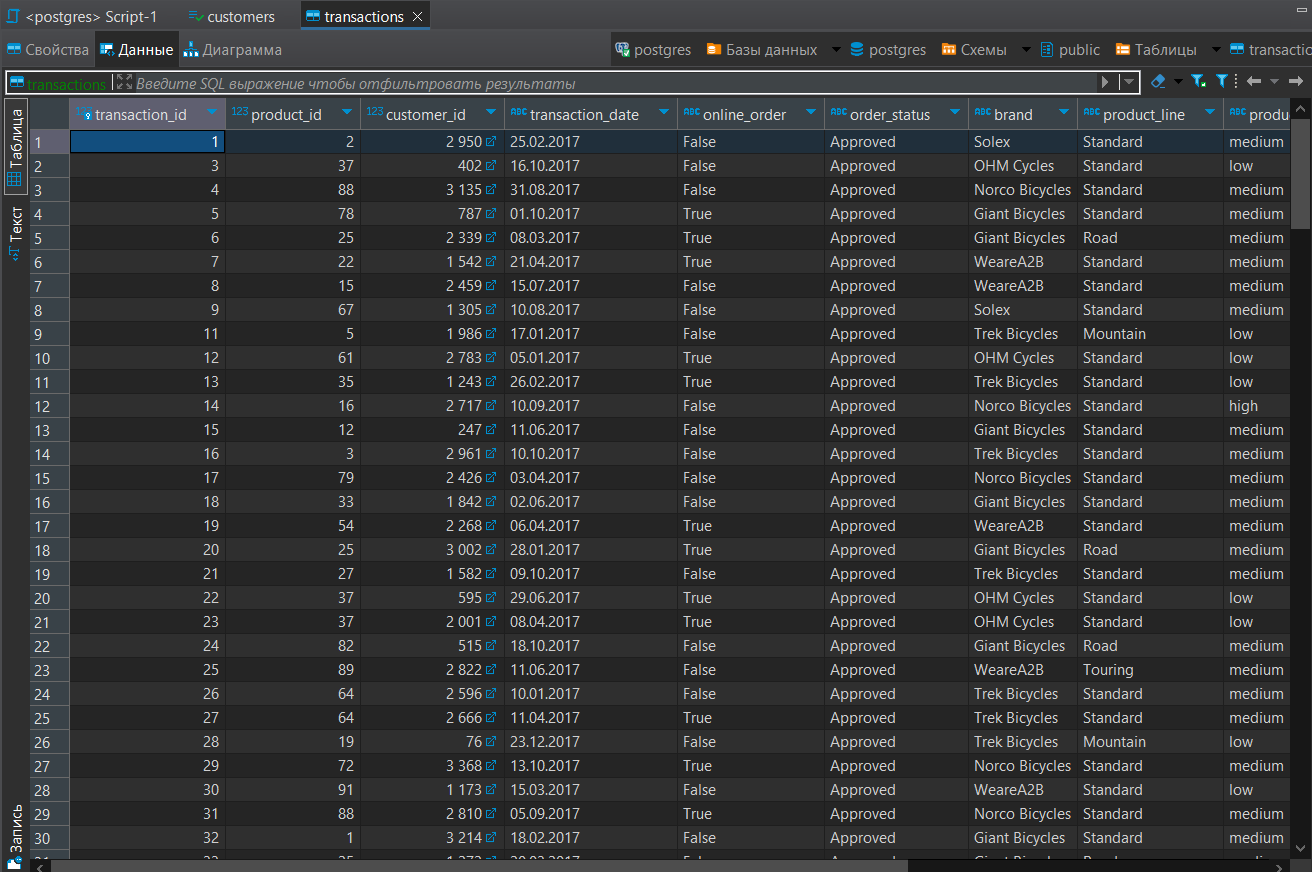 <postgres> Script-1 customers transactions
Свойства Данные Диаграмма postgres Базы данных postgres Схемы public Таблицы transactio
transactions Введите SQL выражение чтобы отфильтровать результаты
Таблица
Текст
Запись
123 transaction_id 123 product_id 123 customer_id ABC transaction_date ABC online_order ABC order_status ABC brand ABC product_line ABC produ
1 1 2 2 950 25.02.2017 False Approved Solex Standard medium
2 3 37 402 16.10.2017 False Approved OHM Cycles Standard low
3 4 88 3 135 31.08.2017 False Approved Norco Bicycles Standard medium
4 5 78 787 01.10.2017 True Approved Giant Bicycles Standard medium
5 6 25 2 339 08.03.2017 True Approved Giant Bicycles Road medium
6 7 22 1 542 21.04.2017 True Approved WeareA2B Standard medium
7 8 15 2 459 15.07.2017 False Approved WeareA2B Standard medium
8 9 67 1 305 10.08.2017 False Approved Solex Standard medium
9 11 5 1 986 17.01.2017 False Approved Trek Bicycles Mountain low
10 12 61 2 783 05.01.2017 True Approved OHM Cycles Standard low
11 13 35 1 243 26.02.2017 True Approved Trek Bicycles Standard low
12 14 16 2 717 10.09.2017 False Approved Norco Bicycles Standard high
13 15 12 247 11.06.2017 False Approved Giant Bicycles Standard medium
14 16 3 2 961 10.10.2017 False Approved Trek Bicycles Standard medium
15 17 79 2 426 03.04.2017 False Approved Norco Bicycles Standard medium
16 18 33 1 842 02.06.2017 False Approved Giant Bicycles Standard medium
17 19 54 2 268 06.04.2017 True Approved WeareA2B Standard medium
18 20 25 3 002 28.01.2017 True Approved Giant Bicycles Road medium
19 21 27 1 582 09.10.2017 False Approved Trek Bicycles Standard medium
20 22 37 595 29.06.2017 True Approved OHM Cycles Standard low
21 23 37 2 001 08.04.2017 True Approved OHM Cycles Standard low
22 24 82 515 18.10.2017 False Approved Giant Bicycles Road medium
23 25 89 2 822 11.06.2017 False Approved WeareA2B Touring medium
24 26 64 2 596 10.01.2017 False Approved Trek Bicycles Standard medium
25 27 64 2 666 11.04.2017 True Approved Trek Bicycles Standard medium
26 28 19 76 23.12.2017 False Approved Trek Bicycles Mountain low
27 29 72 3 368 13.10.2017 True Approved Norco Bicycles Standard medium
28 30 91 1 173 15.03.2017 False Approved WeareA2B Standard low
29 31 88 2 810 05.09.2017 True Approved Norco Bicycles Standard medium
30 32 1 3 214 18.02.2017 False Approved Giant Bicycles Standard medium